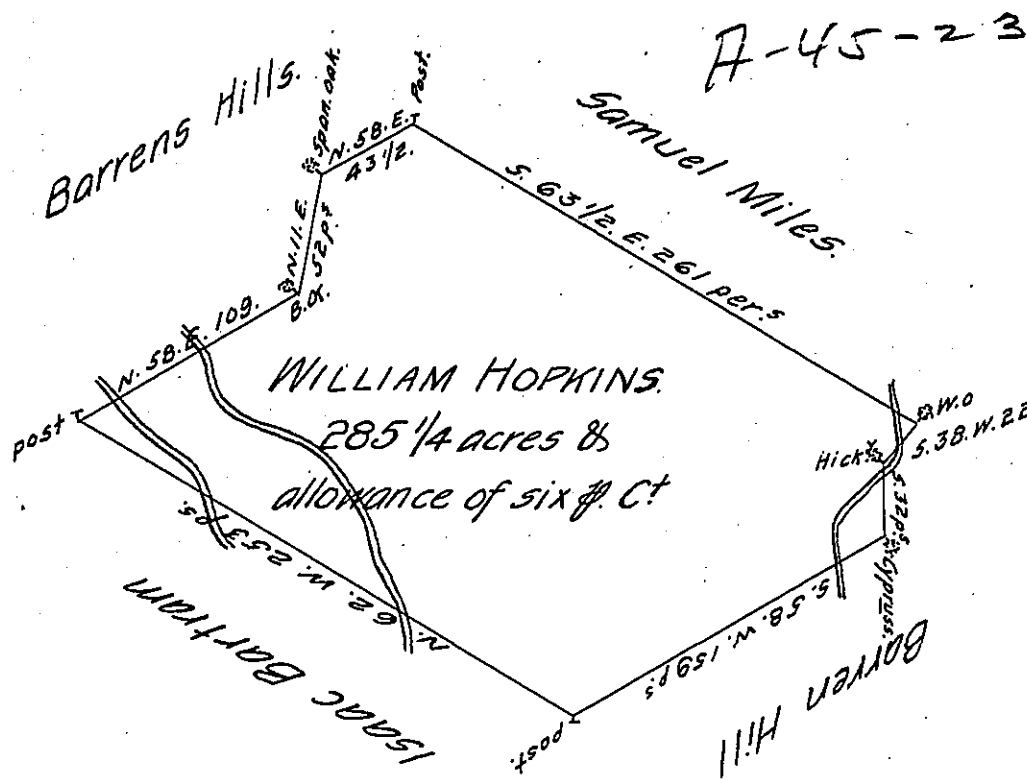 A-45-23
Barrens Hills.
Span. oak.
Post.
N. 58. E.
43 1/2.
Samuel Miles.
S. 63 1/2. E. 261 per.s
N. 11. E.
52 p.s
B.O.
N. 58. E. 109.
post
WILLIAM HOPKINS.
285 1/4 acres &
allowance of six p. Ct
W.O
S. 38. W. 22
Hick
S. 32 p.s
Cypruss.
S. 58. W. 159 p.s
N. 62. W. 253 p.s.
Isaac Bartram
post.
Barren Hill